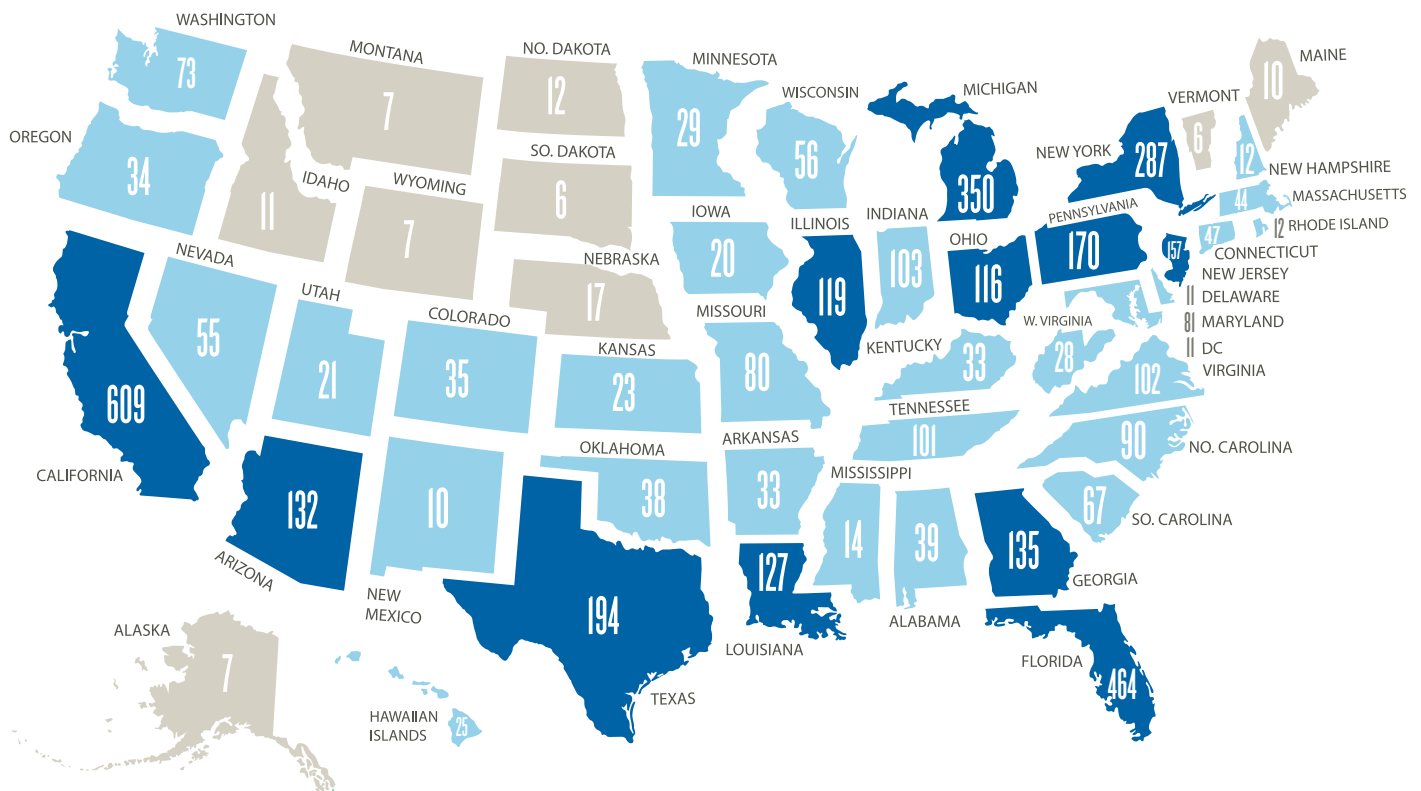 WASHINGTON
73
MONTANA
7
NO. DAKOTA
12
MINNESOTA
29
WISCONSIN
56
MICHIGAN
350
VERMONT
6
MAINE
10
OREGON
34
IDAHO
11
WYOMING
7
SO. DAKOTA
6
IOWA
20
ILLINOIS
119
INDIANA
103
OHIO
116
NEW YORK
287
PENNSYLVANIA
170
12
NEW HAMPSHIRE
44
MASSACHUSETTS
12 RHODE ISLAND
47
CONNECTICUT
157
NEW JERSEY
11 DELAWARE
81 MARYLAND
11 DC
VIRGINIA
102
NEVADA
55
UTAH
21
COLORADO
35
NEBRASKA
17
KANSAS
23
MISSOURI
80
KENTUCKY
33
W. VIRGINIA
28
CALIFORNIA
609
ARIZONA
132
NEW
MEXICO
10
OKLAHOMA
38
ARKANSAS
33
TENNESSEE
101
NO. CAROLINA
90
SO. CAROLINA
67
MISSISSIPPI
14
ALABAMA
39
GEORGIA
135
TEXAS
194
LOUISIANA
127
FLORIDA
464
ALASKA
7
HAWAIIAN
ISLANDS
25